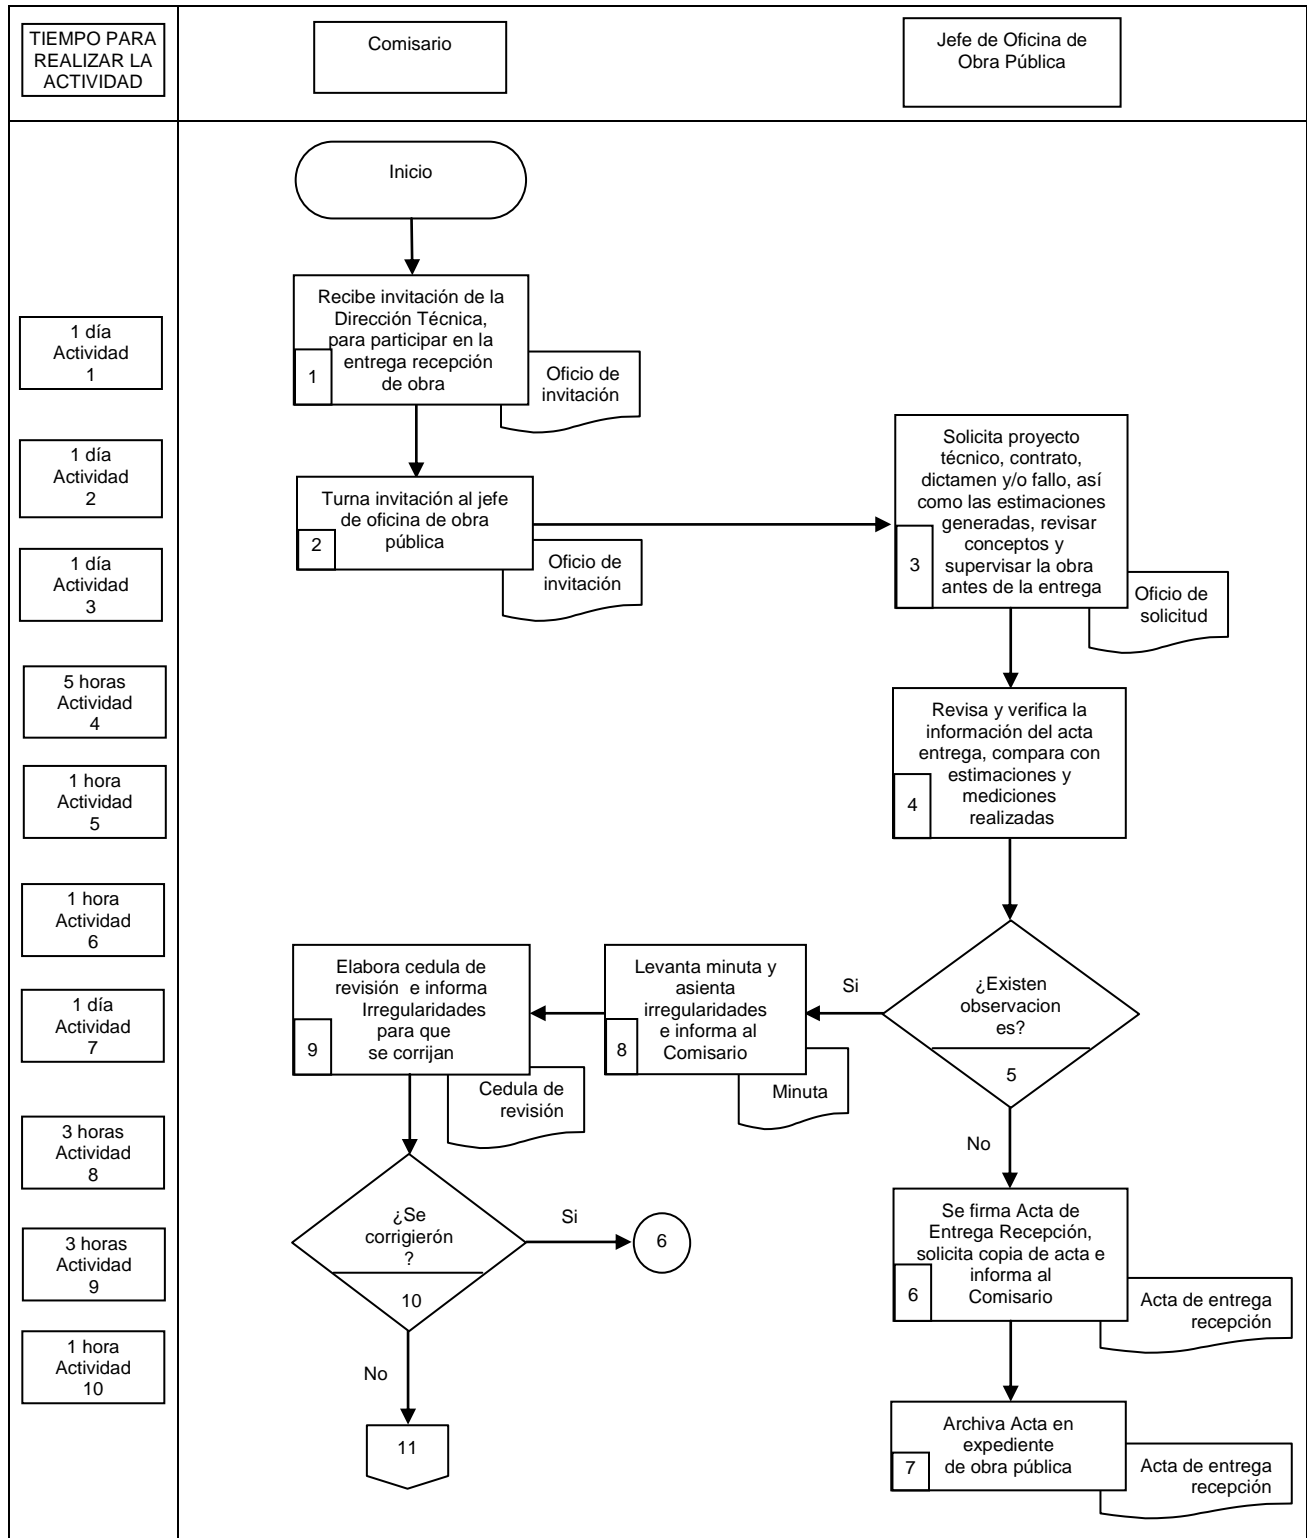 TIEMPO PARA
REALIZAR LA
ACTIVIDAD
Comisario
Jefe de Oficina de
Obra Pública
Inicio
1 día
Actividad
1
Recibe invitación de la
Dirección Técnica,
para participar en la
entrega recepción
de obra
1
Oficio de
invitación
1 día
Actividad
2
Turna invitación al jefe
de oficina de obra
pública
2
Oficio de
invitación
Solicita proyecto
técnico, contrato,
dictamen y/o fallo, así
como las estimaciones
generadas, revisar
conceptos y
supervisar la obra
antes de la entrega
3
Oficio de
solicitud
1 día
Actividad
3
5 horas
Actividad
4
Revisa y verifica la
información del acta
entrega, compara con
estimaciones y
mediciones
realizadas
4
1 hora
Actividad
5
1 hora
Actividad
6
¿Existen
observacion
es?
5
Si
No
Levanta minuta y
asienta
irregularidades
e informa al
Comisario
8
Minuta
Elabora cedula de
revisión e informa
Irregularidades
para que
se corrijan
9
Cedula de
revisión
1 día
Actividad
7
3 horas
Actividad
8
¿Se
corrigierón
?
10
Si
6
No
11
Se firma Acta de
Entrega Recepción,
solicita copia de acta e
informa al
Comisario
6
Acta de entrega
recepción
3 horas
Actividad
9
1 hora
Actividad
10
Archiva Acta en
expediente
de obra pública
7
Acta de entrega
recepción